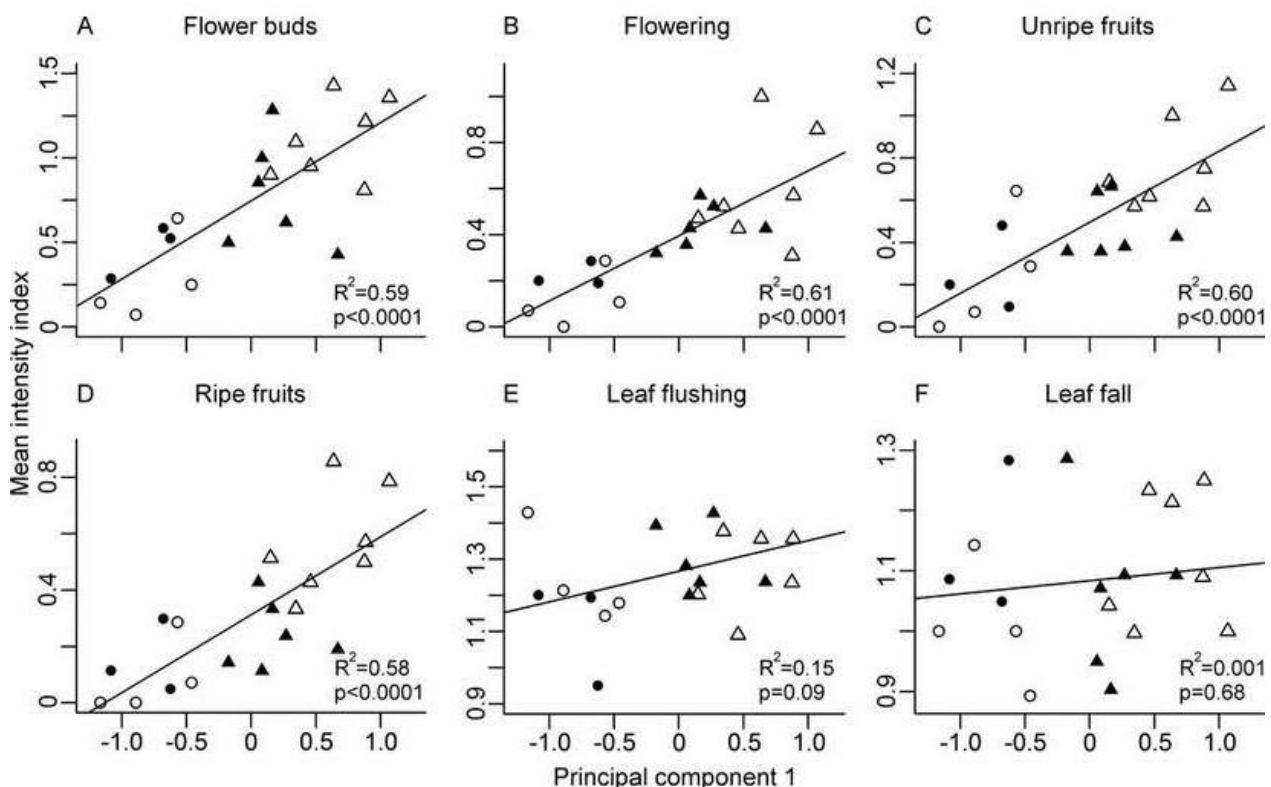 A Flower buds
B Flowering
C Unripe fruits
1.5
1.0
0.5
0
R²=0.59
p<0.0001
0.8
0.4
0
R²=0.61
p<0.0001
1.2
0.8
0.4
0
R²=0.60
p<0.0001
Mean intensity index
D Ripe fruits
E Leaf flushing
F Leaf fall
0.8
0.4
0
R²=0.58
p<0.0001
1.5
1.3
1.1
0.9
R²=0.15
p=0.09
1.3
1.1
0.9
R²=0.001
p=0.68
-1.0 -0.5 0 0.5 1.0
-1.0 -0.5 0 0.5 1.0
-1.0 -0.5 0 0.5 1.0
Principal component 1